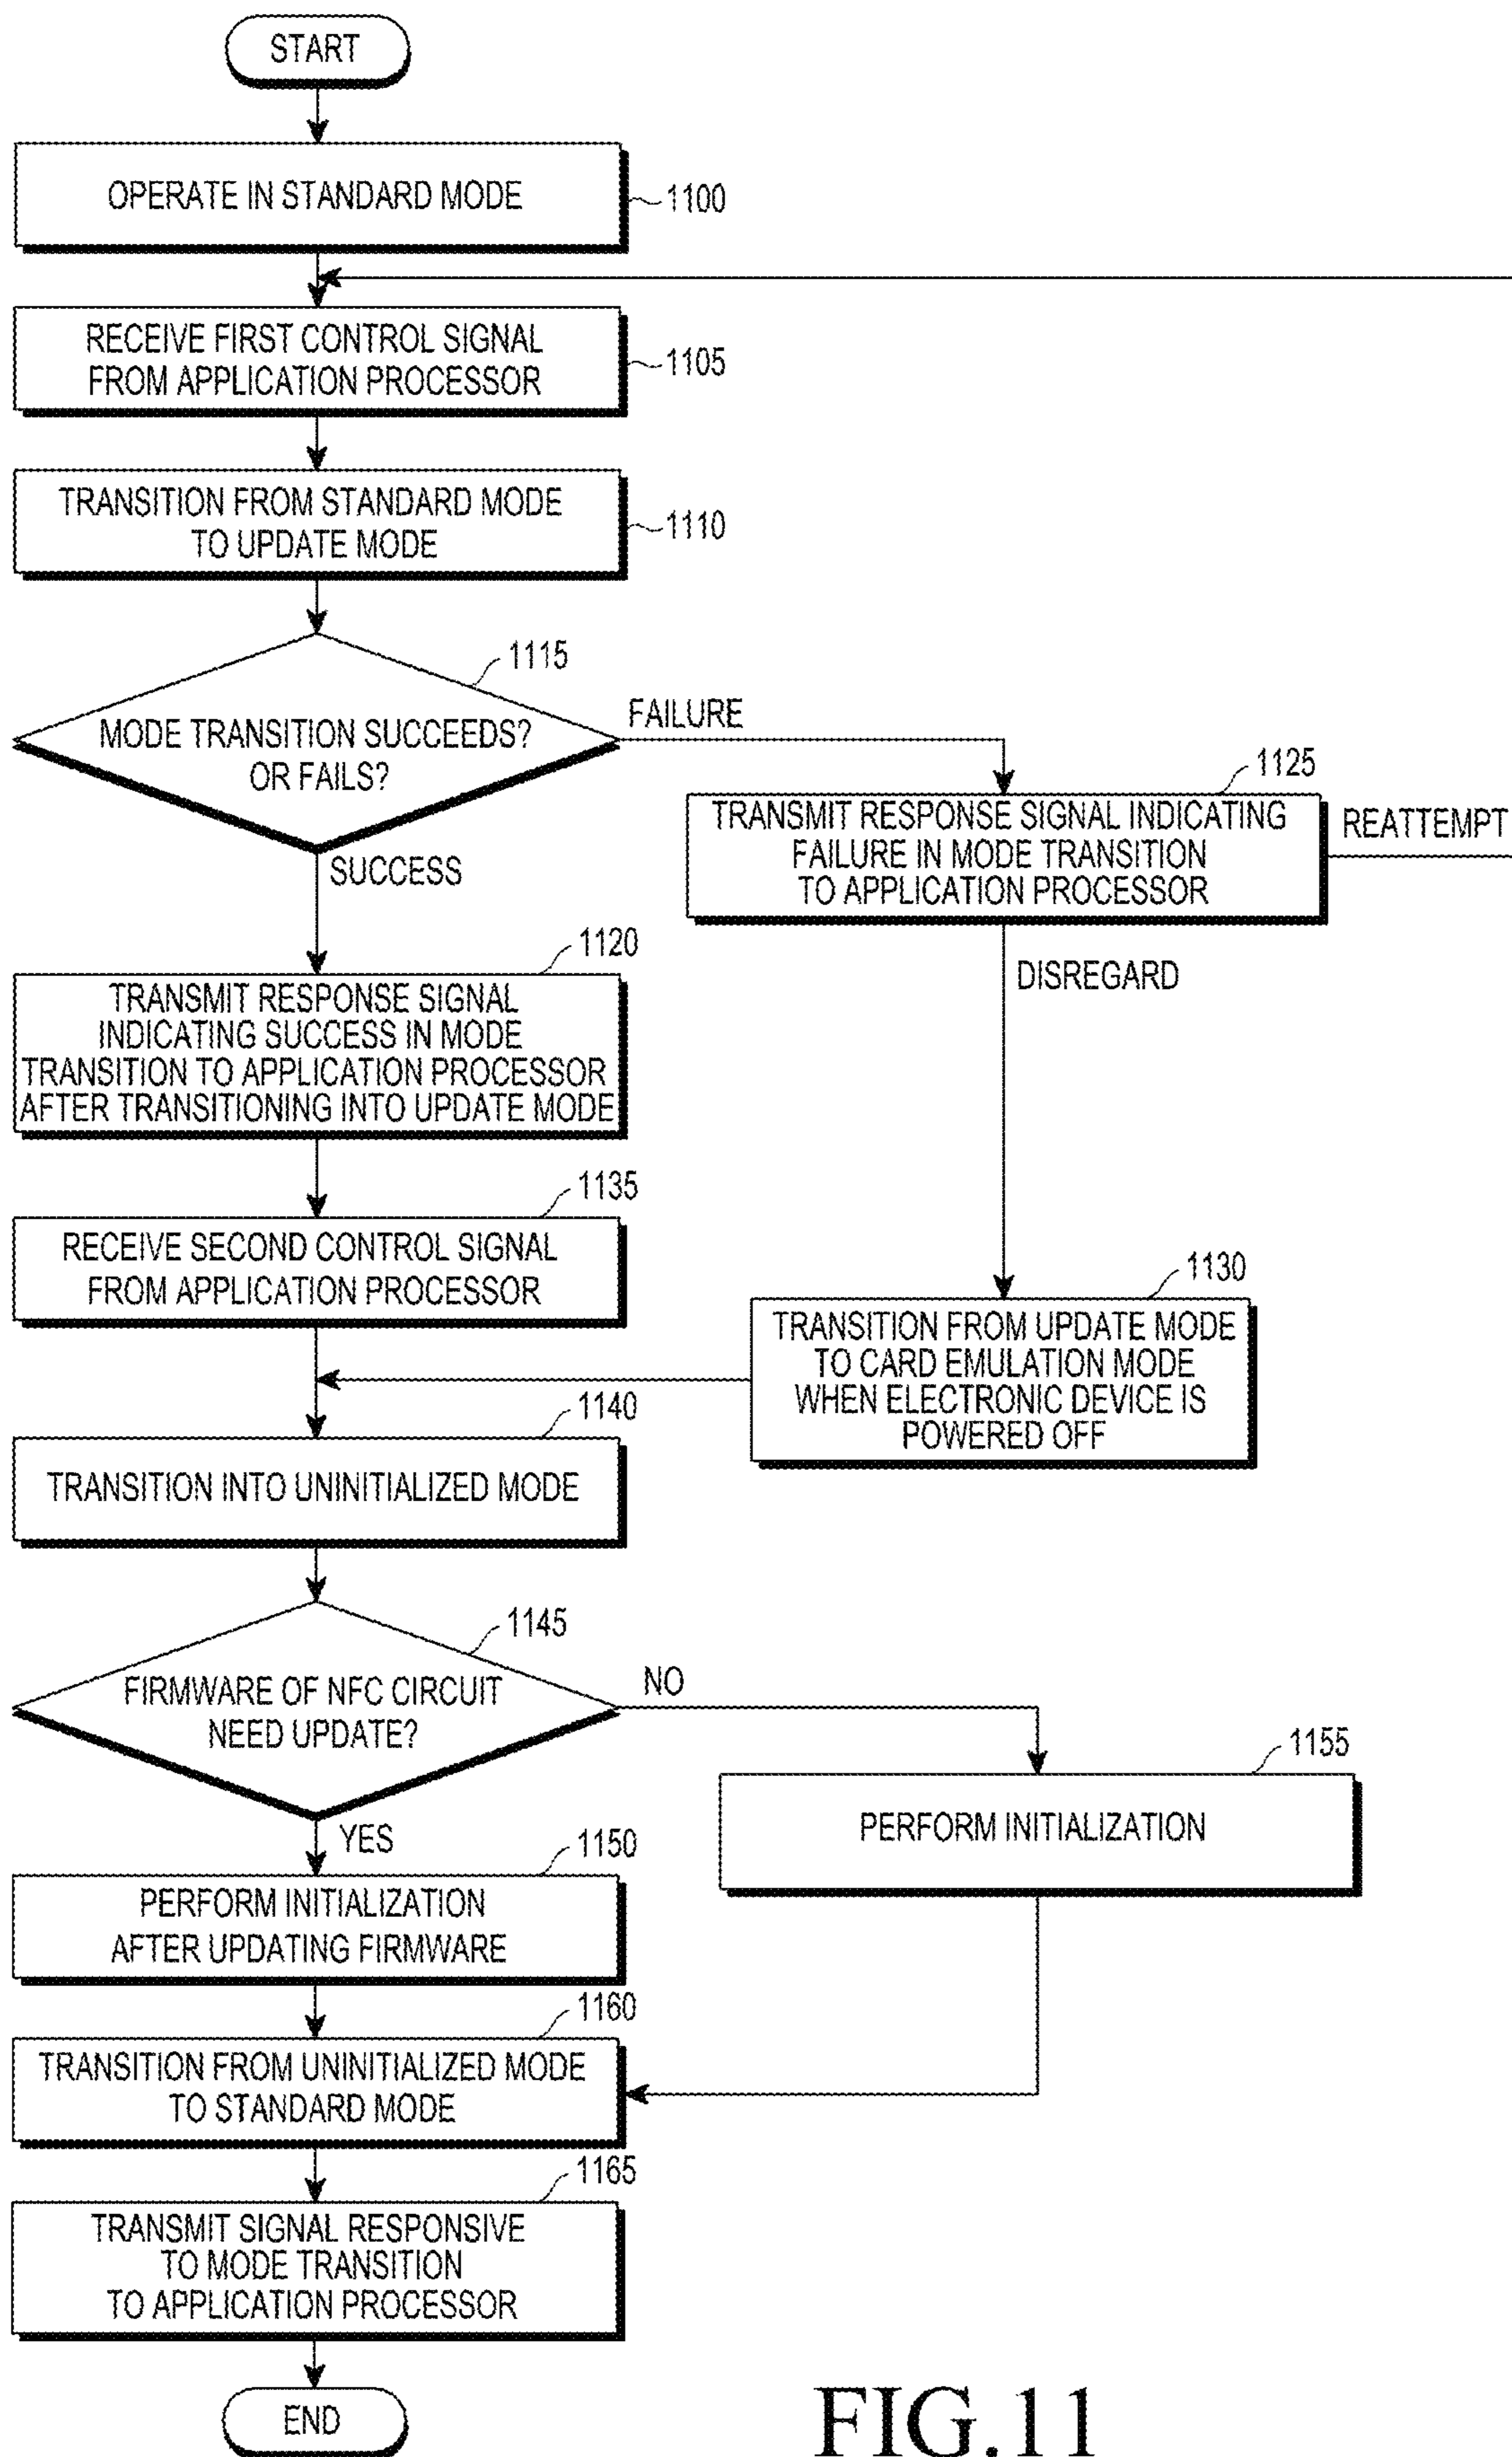 START
OPERATE IN STANDARD MODE
1100
RECEIVE FIRST CONTROL SIGNAL
FROM APPLICATION PROCESSOR
1105
TRANSITION FROM STANDARD MODE
TO UPDATE MODE
1110
1115
MODE TRANSITION SUCCEEDS?
OR FAILS?
FAILURE
SUCCESS
1125
TRANSMIT RESPONSE SIGNAL INDICATING
FAILURE IN MODE TRANSITION
TO APPLICATION PROCESSOR
REATTEMPT
DISREGARD
1120
TRANSMIT RESPONSE SIGNAL
INDICATING SUCCESS IN MODE
TRANSITION TO APPLICATION PROCESSOR
AFTER TRANSITIONING INTO UPDATE MODE
1135
RECEIVE SECOND CONTROL SIGNAL
FROM APPLICATION PROCESSOR
1130
TRANSITION FROM UPDATE MODE
TO CARD EMULATION MODE
WHEN ELECTRONIC DEVICE IS
POWERED OFF
1140
TRANSITION INTO UNINITIALIZED MODE
1145
FIRMWARE OF NFC CIRCUIT
NEED UPDATE?
NO
YES
1155
PERFORM INITIALIZATION
1150
PERFORM INITIALIZATION
AFTER UPDATING FIRMWARE
1160
TRANSITION FROM UNINITIALIZED MODE
TO STANDARD MODE
1165
TRANSMIT SIGNAL RESPONSIVE
TO MODE TRANSITION
TO APPLICATION PROCESSOR
END
FIG.11